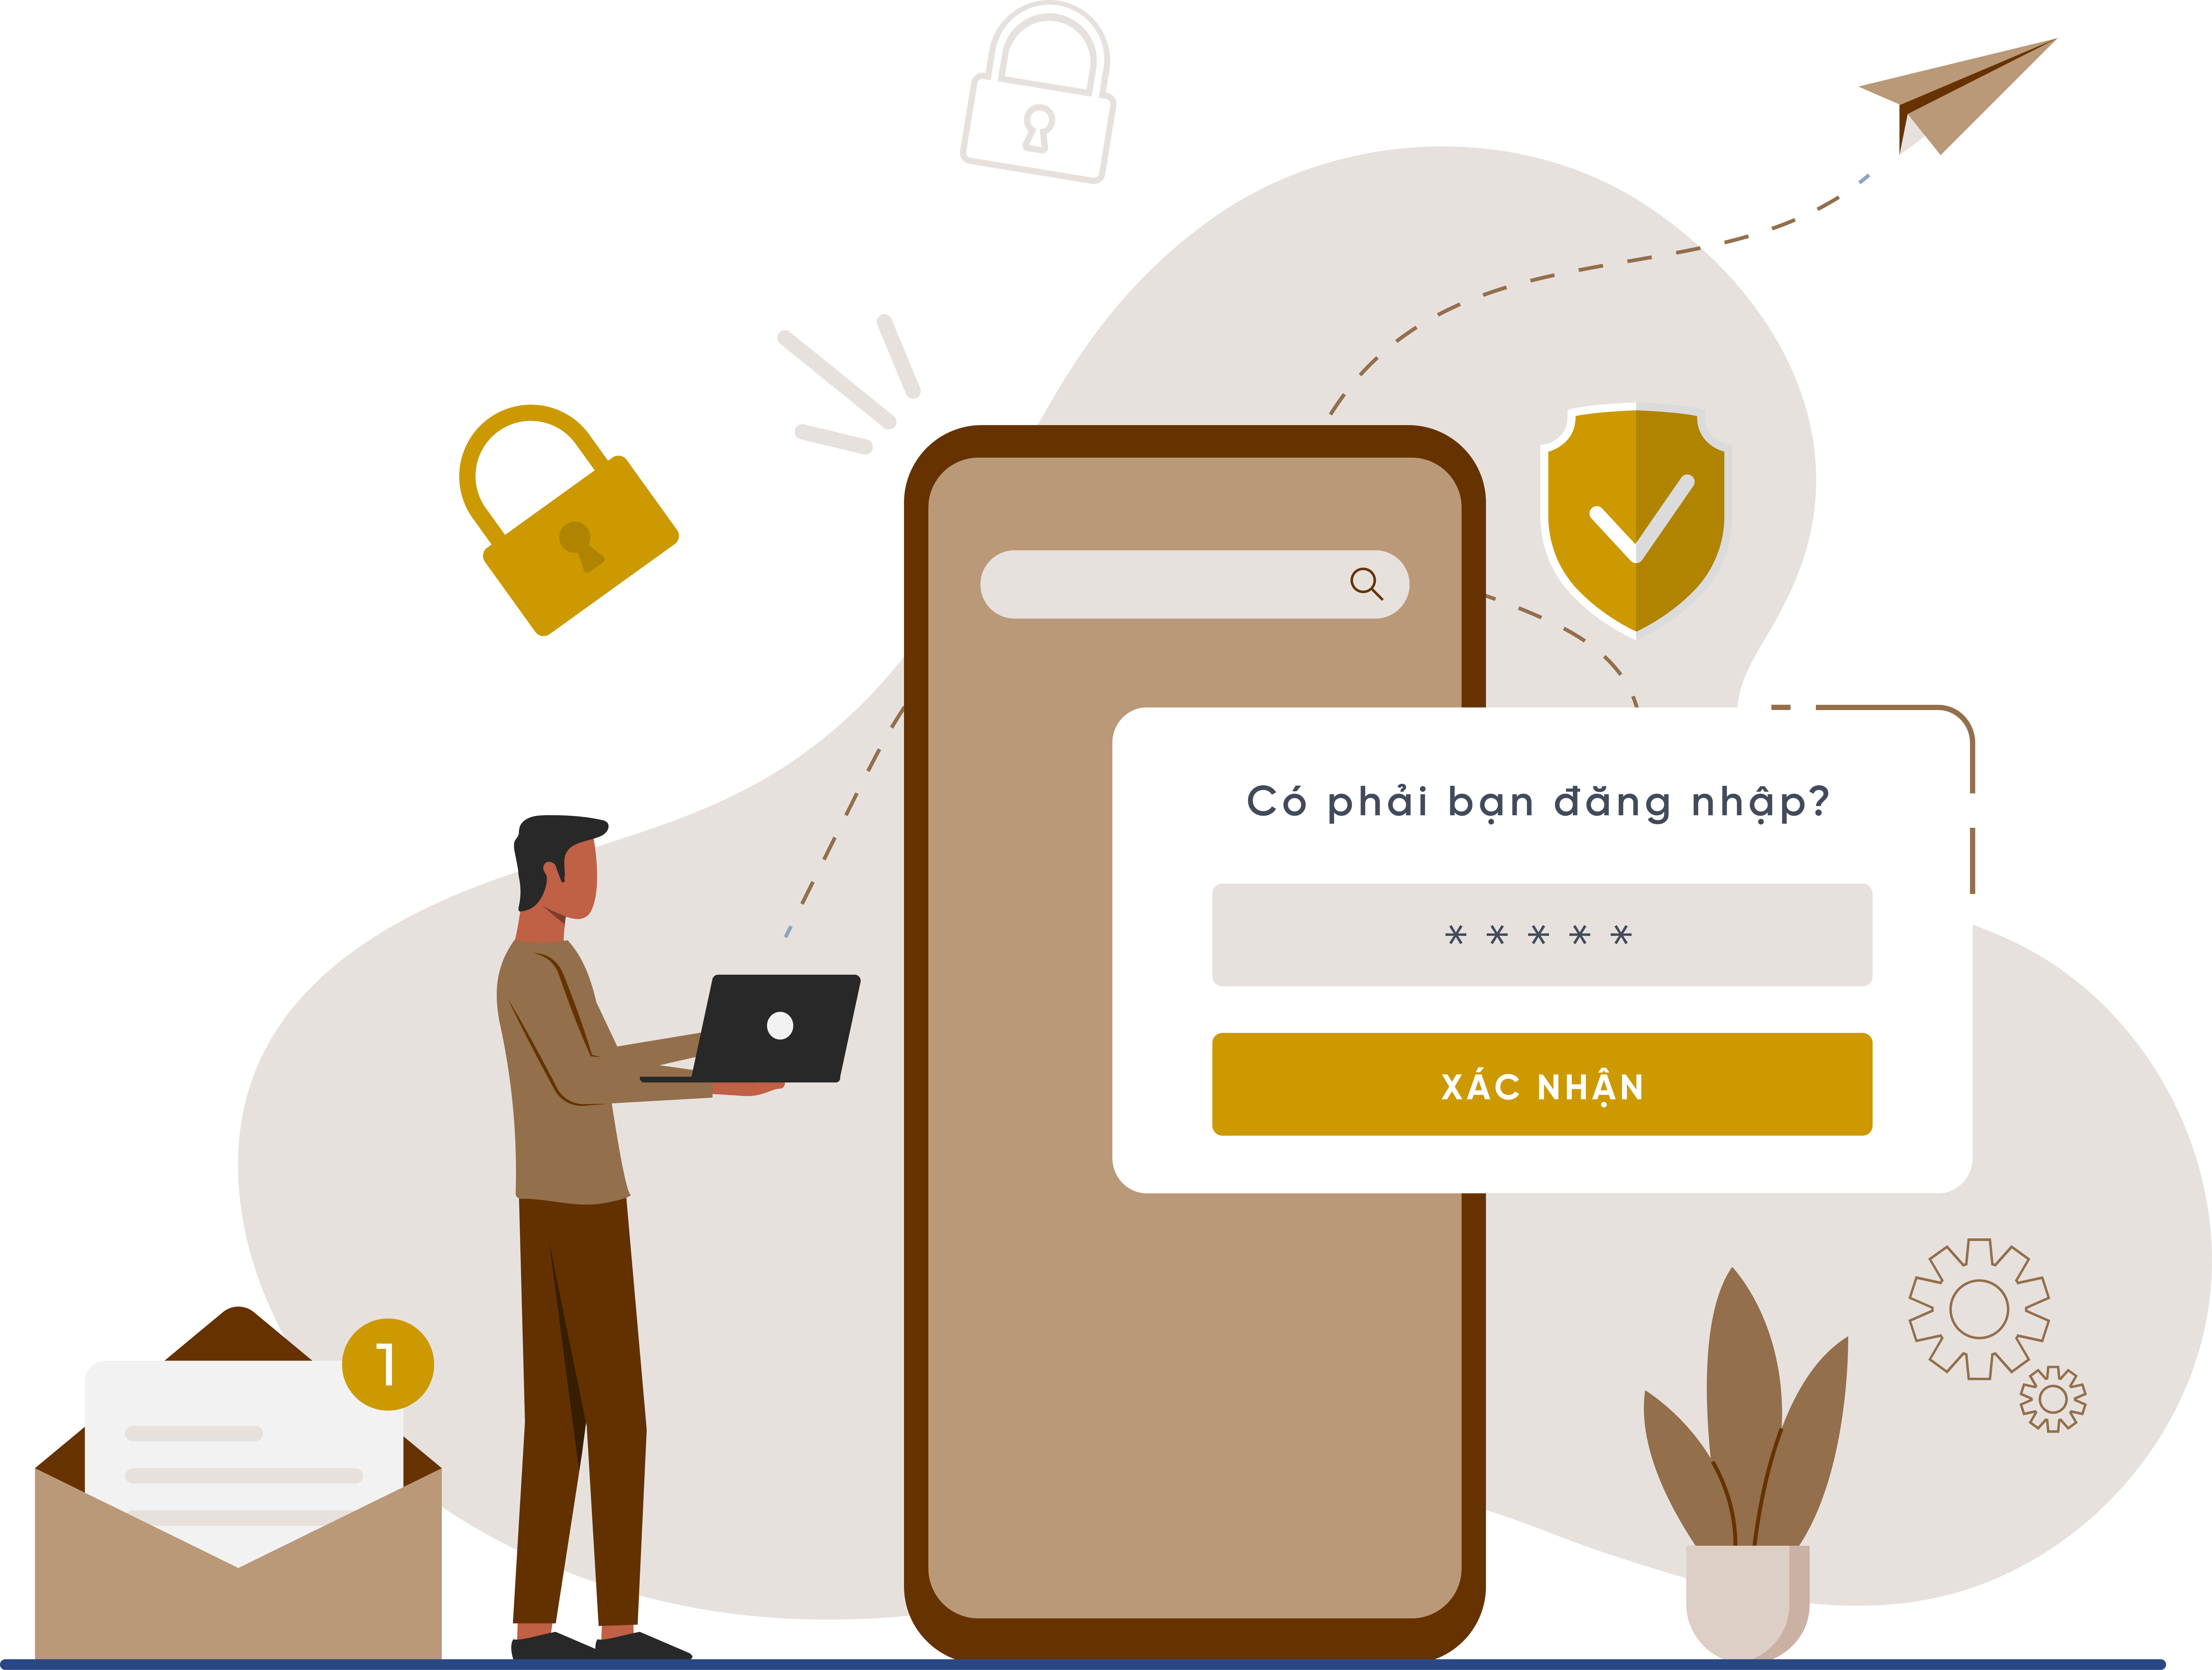 Có phải bạn đăng nhập?
*****
XÁC NHẬN
1